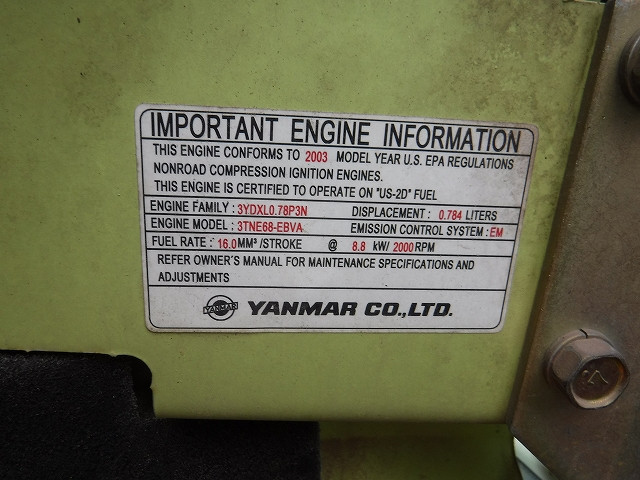 IMPORTANT ENGINE INFORMATION
THIS ENGINE CONFORMS TO 2003 MODEL YEAR U.S. EPA REGULATIONS
NONROAD COMPRESSION IGNITION ENGINES.
THIS ENGINE IS CERTIFIED TO OPERATE ON "US-2D" FUEL
ENGINE FAMILY : 3YDXL0.78P3N DISPLACEMENT : 0.784 LITERS
ENGINE MODEL : 3TNE68-EBVA EMISSION CONTROL SYSTEM : EM
FUEL RATE : 16.0 MM³/STROKE @ 8.8 kW/ 2000 RPM
REFER OWNER'S MANUAL FOR MAINTENANCE SPECIFICATIONS AND
ADJUSTMENTS
YANMAR YANMAR CO.,LTD.